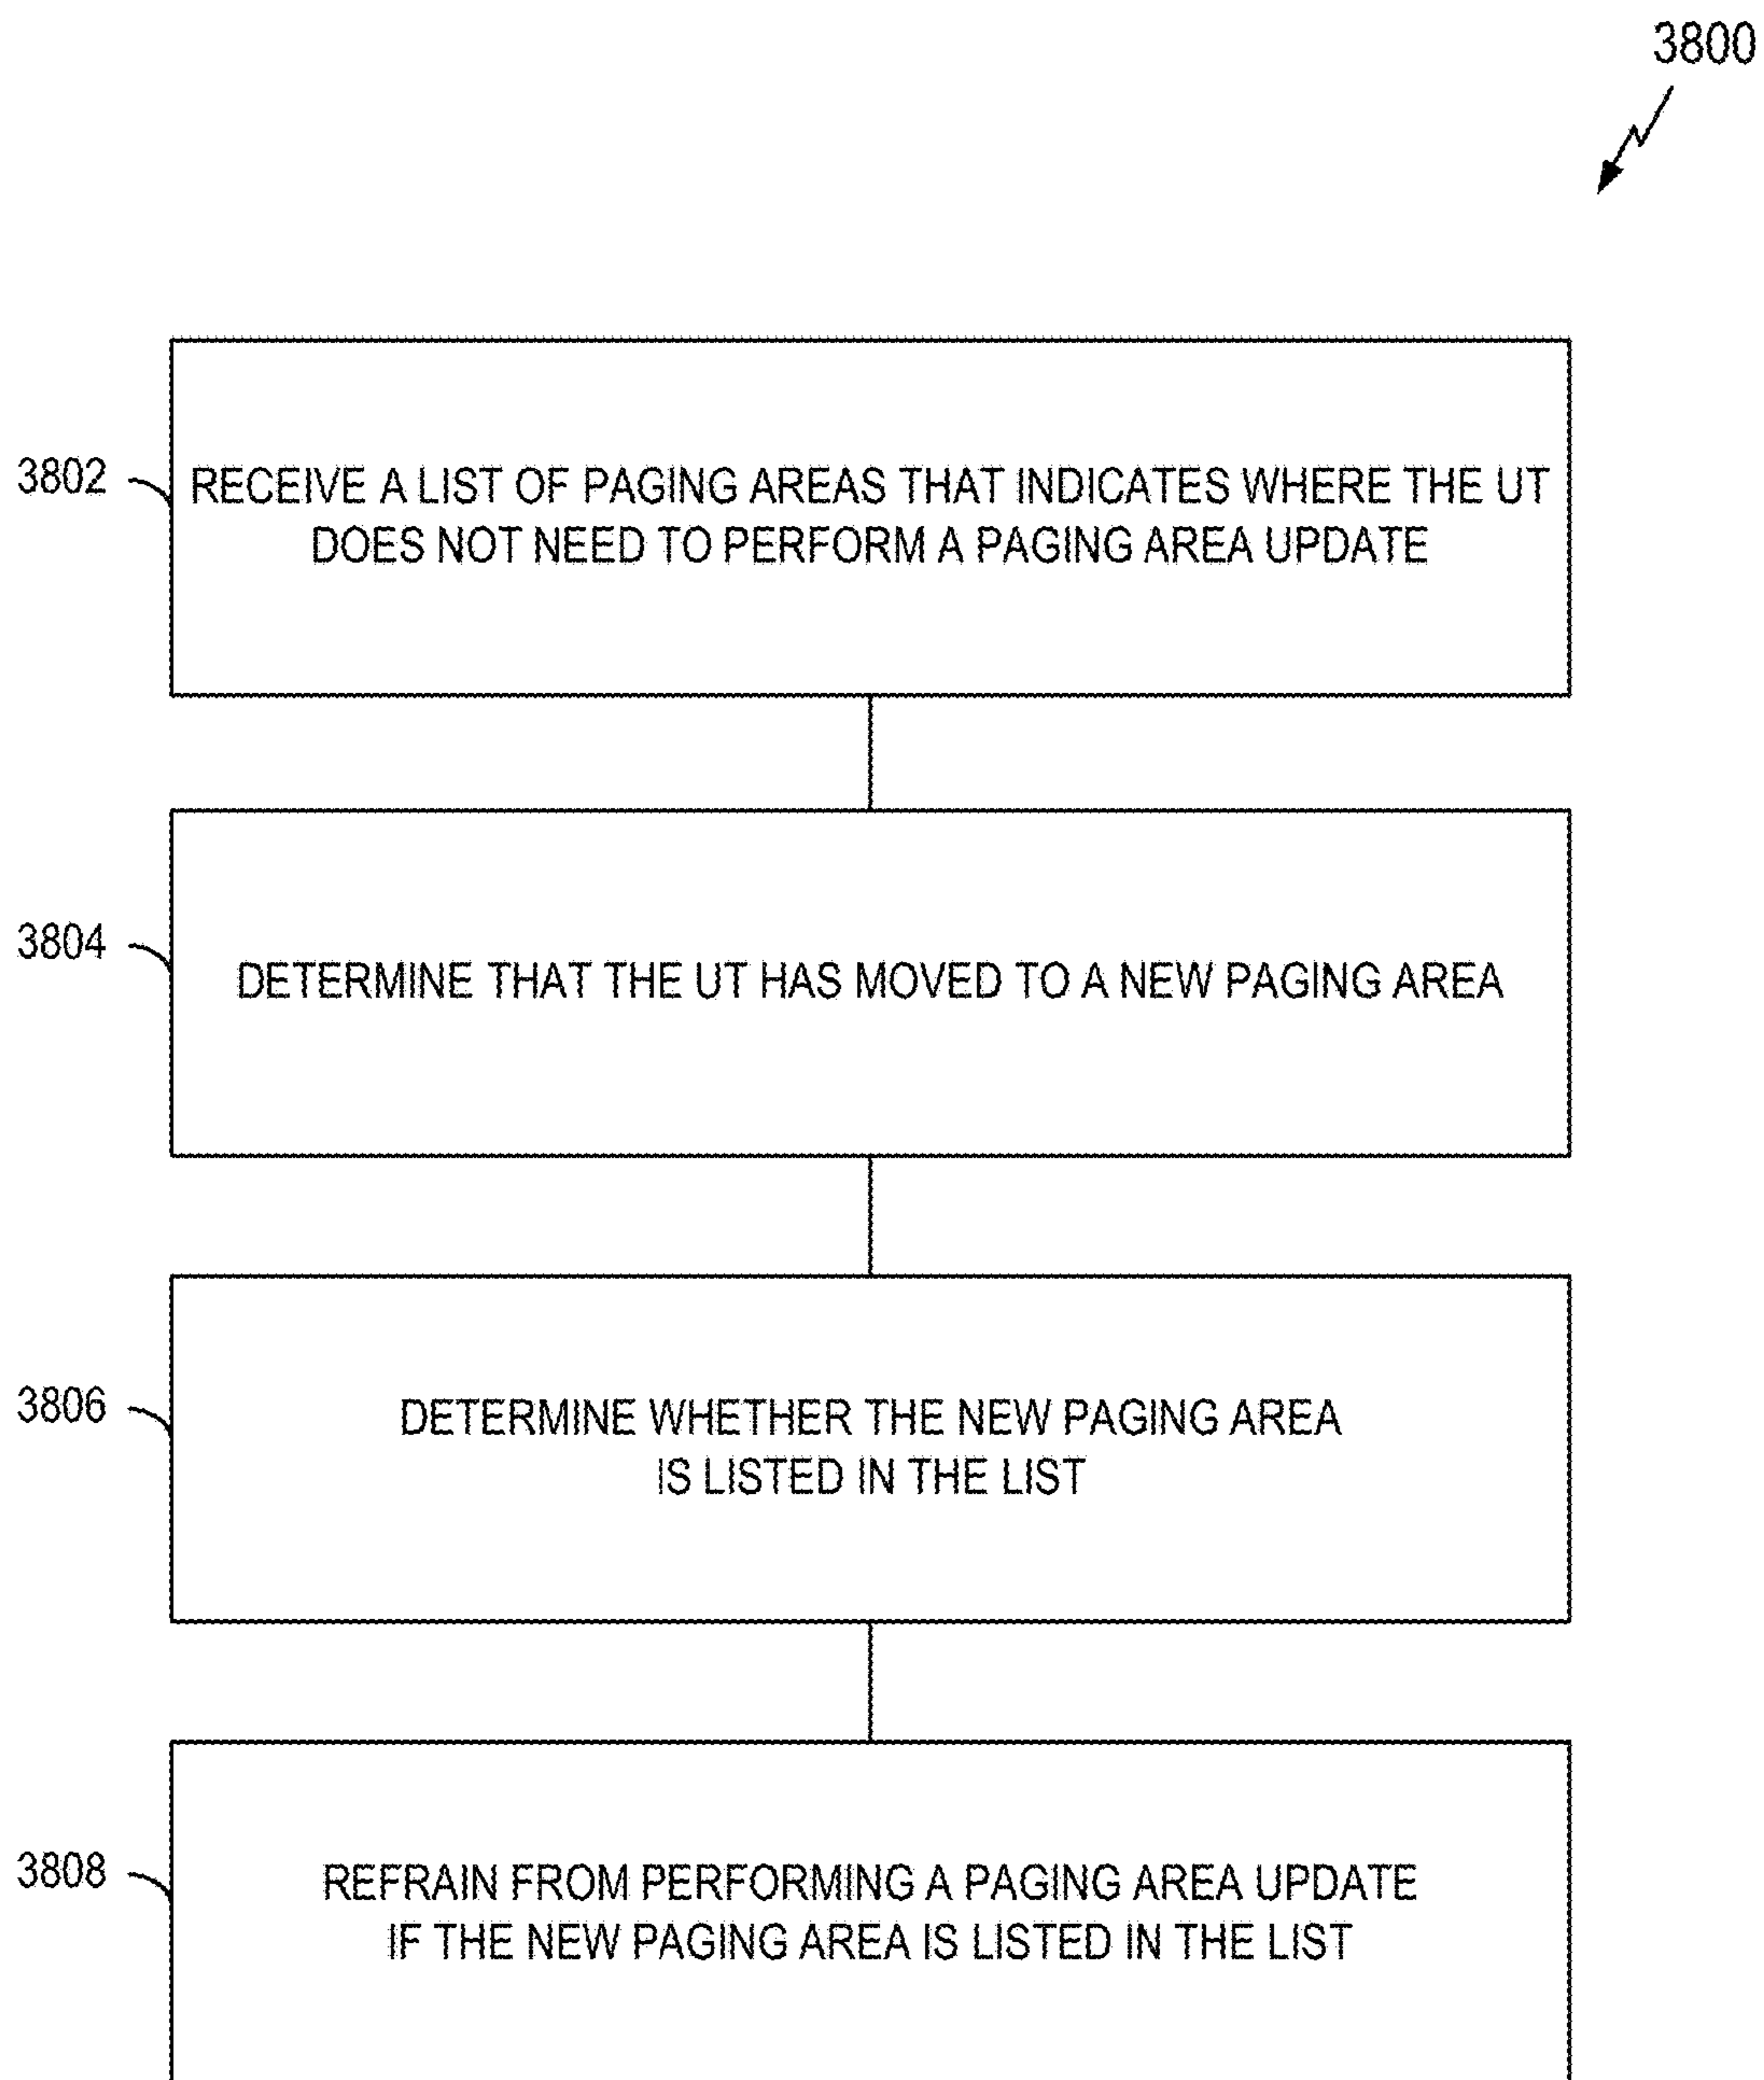 3800
3802
RECEIVE A LIST OF PAGING AREAS THAT INDICATES WHERE THE UT
DOES NOT NEED TO PERFORM A PAGING AREA UPDATE
3804
DETERMINE THAT THE UT HAS MOVED TO A NEW PAGING AREA
3806
DETERMINE WHETHER THE NEW PAGING AREA
IS LISTED IN THE LIST
3808
REFRAIN FROM PERFORMING A PAGING AREA UPDATE
IF THE NEW PAGING AREA IS LISTED IN THE LIST